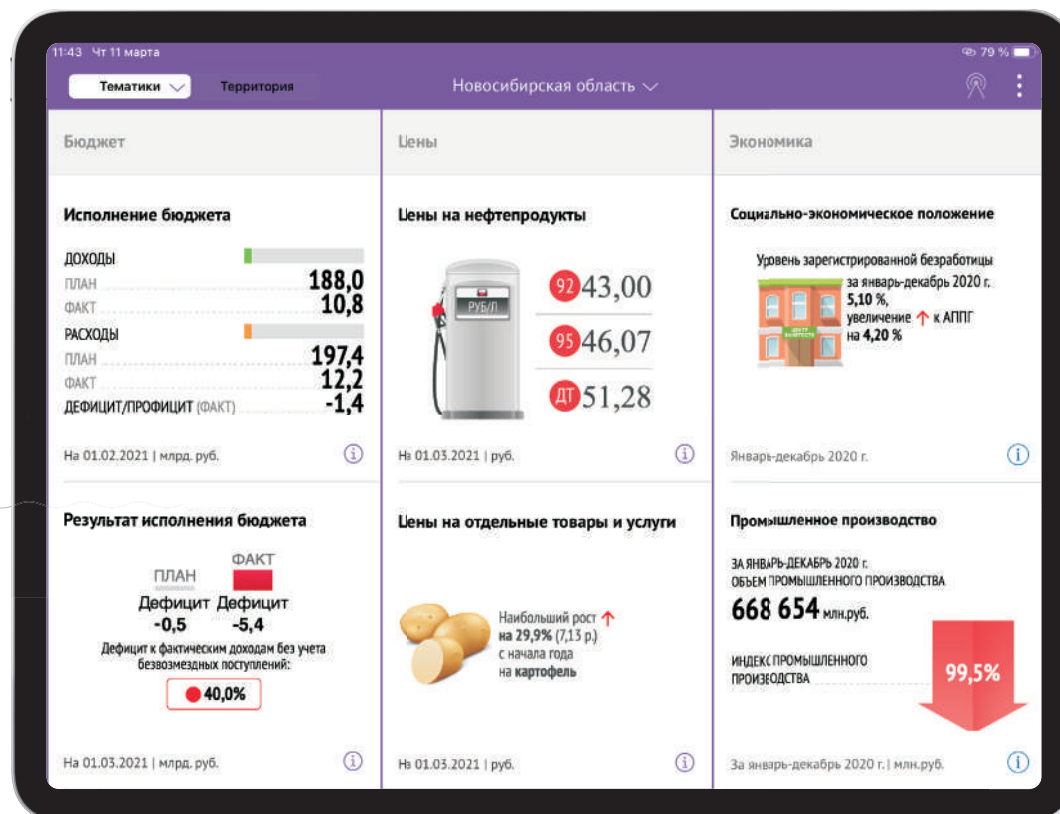 11:43 Чт 11 марта
79 %
Тематики
Территория
Новосибирская область
Бюджет
Исполнение бюджета
ДОХОДЫ
ПЛАН 188,0
ФАКТ 10,8
РАСХОДЫ
ПЛАН 197,4
ФАКТ 12,2
ДЕФИЦИТ/ПРОФИЦИТ (ФАКТ) -1,4
На 01.02.2021 | млрд. руб.
Результат исполнения бюджета
ПЛАН ФАКТ
Дефицит Дефицит
-0,5 -5,4
Дефицит к фактическим доходам без учета
безвозмездных поступлений:
40,0%
На 01.03.2021 | млрд. руб.
Цены
Цены на нефтепродукты
РУБ/Л
92 43,00
95 46,07
ДТ 51,28
На 01.03.2021 | руб.
Цены на отдельные товары и услуги
Наибольший рост ↑
на 29,9% (7,13 р.)
с начала года
на картофель
На 01.03.2021 | руб.
Экономика
Социально-экономическое положение
Уровень зарегистрированной безработицы
за январь-декабрь 2020 г.
5,10 %,
увеличение ↑ к АППГ
на 4,20 %
ЦЕНТР
ЗАНЯТОСТИ
Январь-декабрь 2020 г.
Промышленное производство
ЗА ЯНВАРЬ-ДЕКАБРЬ 2020 г.
ОБЪЕМ ПРОМЫШЛЕННОГО ПРОИЗВОДСТВА
668 654 млн.руб.
ИНДЕКС ПРОМЫШЛЕННОГО
ПРОИЗВОДСТВА
99,5%
За январь-декабрь 2020 г. | млн.руб.